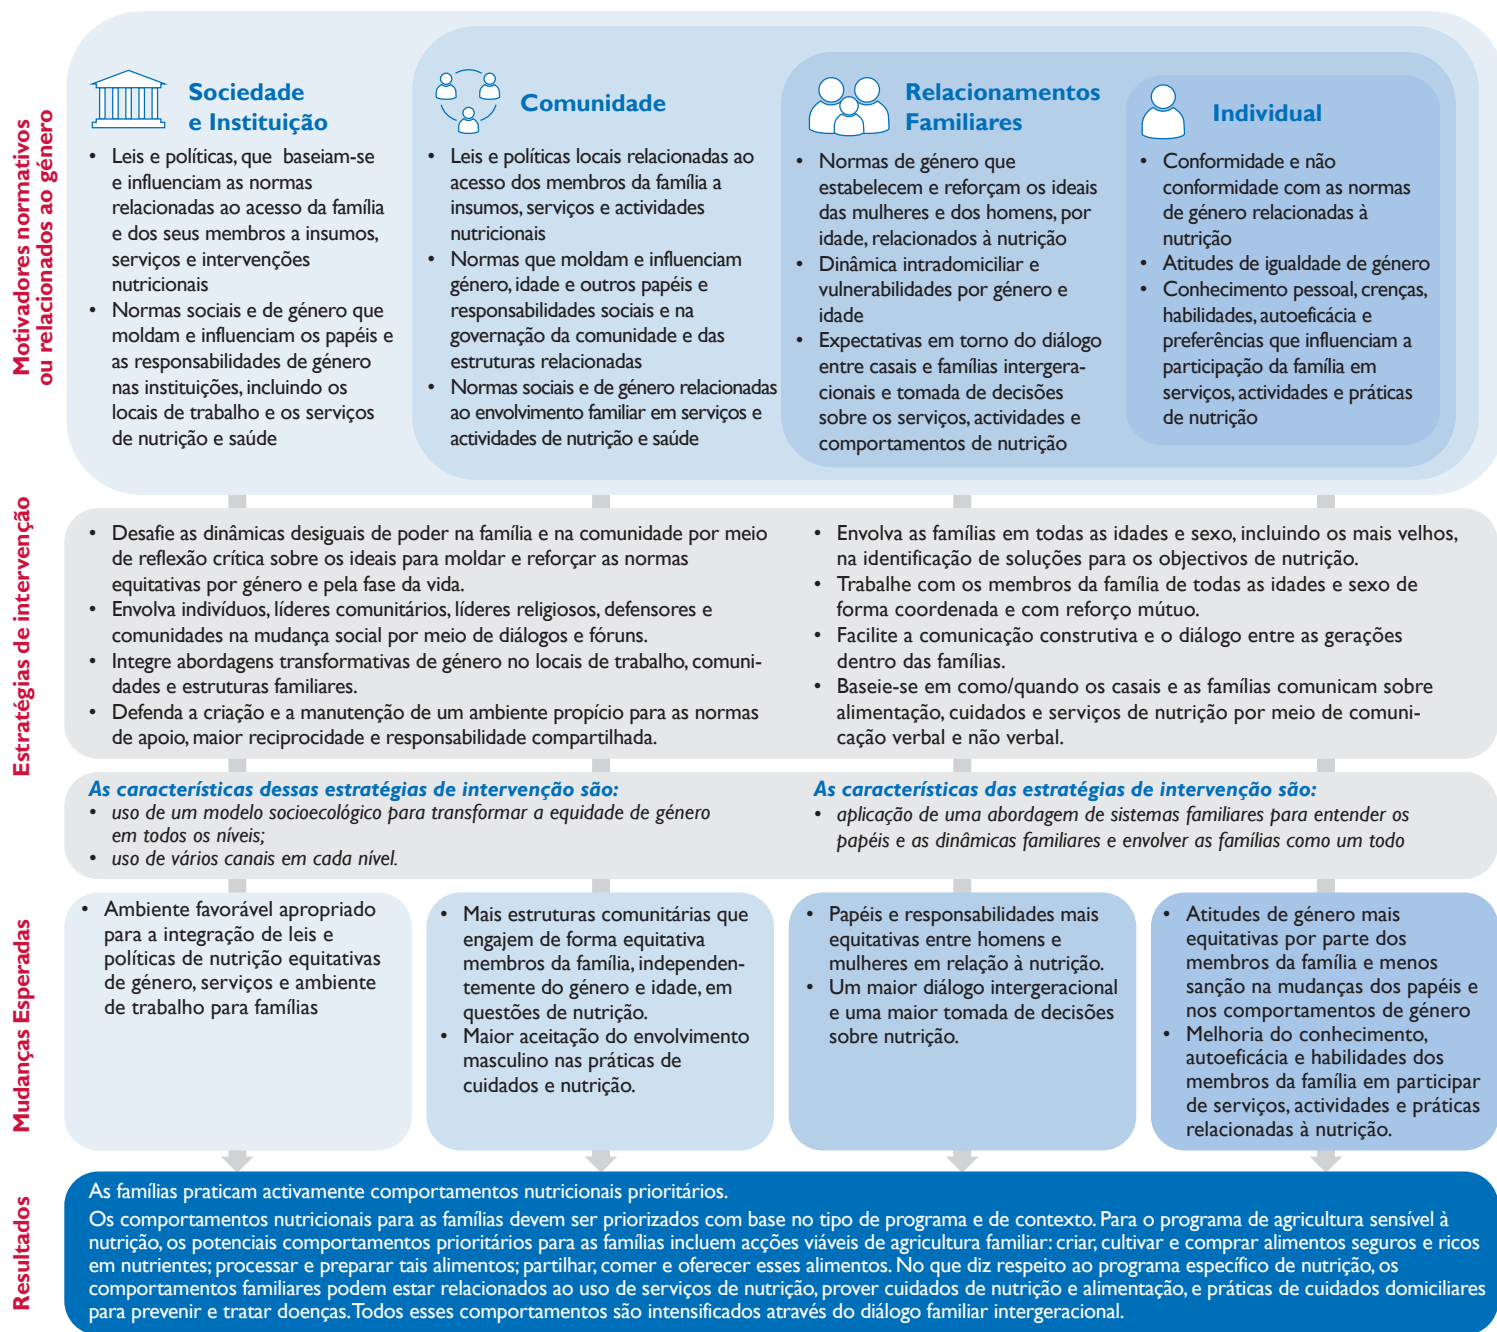 Motivadores normativos
ou relacionados ao género
Sociedade
e Instituição
• Leis e políticas, que baseiam-se
e influenciam as normas
relacionadas ao acesso da família
e dos seus membros a insumos,
serviços e intervenções
nutricionais
• Normas sociais e de género que
moldam e influenciam os papéis e
as responsabilidades de género
nas instituições, incluindo os
locais de trabalho e os serviços
de nutrição e saúde
Comunidade
• Leis e políticas locais relacionadas ao
acesso dos membros da família a
insumos, serviços e actividades
nutricionais
• Normas que moldam e influenciam
género, idade e outros papéis e
responsabilidades sociais e na
governação da comunidade e das
estruturas relacionadas
• Normas sociais e de género relacionadas
ao envolvimento familiar em serviços e
actividades de nutrição e saúde
Relacionamentos
Familiares
• Normas de género que
estabelecem e reforçam os ideais
das mulheres e dos homens, por
idade, relacionados à nutrição
• Dinâmica intradomiciliar e
vulnerabilidades por género e
idade
• Expectativas em torno do diálogo
entre casais e famílias intergera-
cionais e tomada de decisões
sobre os serviços, actividades e
comportamentos de nutrição
Individual
• Conformidade e não
conformidade com as normas
de género relacionadas à
nutrição
• Atitudes de igualdade de género
• Conhecimento pessoal, crenças,
habilidades, autoeficácia e
preferências que influenciam a
participação da família em
serviços, actividades e práticas
de nutrição
Estratégias de intervenção
• Desafie as dinâmicas desiguais de poder na família e na comunidade por meio
de reflexão crítica sobre os ideais para moldar e reforçar as normas
equitativas por género e pela fase da vida.
• Envolva indivíduos, líderes comunitários, líderes religiosos, defensores e
comunidades na mudança social por meio de diálogos e fóruns.
• Integre abordagens transformativas de género no locais de trabalho, comuni-
dades e estruturas familiares.
• Defenda a criação e a manutenção de um ambiente propício para as normas
de apoio, maior reciprocidade e responsabilidade compartilhada.
• Envolva as famílias em todas as idades e sexo, incluindo os mais velhos,
na identificação de soluções para os objectivos de nutrição.
• Trabalhe com os membros da família de todas as idades e sexo de
forma coordenada e com reforço mútuo.
• Facilite a comunicação construtiva e o diálogo entre as gerações
dentro das famílias.
• Baseie-se em como/quando os casais e as famílias comunicam sobre
alimentação, cuidados e serviços de nutrição por meio de comuni-
cação verbal e não verbal.
As características dessas estratégias de intervenção são:
• uso de um modelo socioecológico para transformar a equidade de género
em todos os níveis;
• uso de vários canais em cada nível.
As características das estratégias de intervenção são:
• aplicação de uma abordagem de sistemas familiares para entender os
papéis e as dinâmicas familiares e envolver as famílias como um todo
Mudanças Esperadas
• Ambiente favorável apropriado
para a integração de leis e
políticas de nutrição equitativas
de género, serviços e ambiente
de trabalho para famílias
• Mais estruturas comunitárias que
engajem de forma equitativa
membros da família, independen-
temente do género e idade, em
questões de nutrição.
• Maior aceitação do envolvimento
masculino nas práticas de
cuidados e nutrição.
• Papéis e responsabilidades mais
equitativas entre homens e
mulheres em relação à nutrição.
• Um maior diálogo intergeracional
e uma maior tomada de decisões
sobre nutrição.
• Atitudes de género mais
equitativas por parte dos
membros da família e menos
sanção na mudanças dos papéis e
nos comportamentos de género
• Melhoria do conhecimento,
autoeficácia e habilidades dos
membros da família em participar
de serviços, actividades e práticas
relacionadas à nutrição.
Resultados
As famílias praticam activamente comportamentos nutricionais prioritários.
Os comportamentos nutricionais para as famílias devem ser priorizados com base no tipo de programa e de contexto. Para o programa de agricultura sensível à
nutrição, os potenciais comportamentos prioritários para as famílias incluem acções viáveis de agricultura familiar: criar, cultivar e comprar alimentos seguros e ricos
em nutrientes; processar e preparar tais alimentos; partilhar, comer e oferecer esses alimentos. No que diz respeito ao programa específico de nutrição, os
comportamentos familiares podem estar relacionados ao uso de serviços de nutrição, prover cuidados de nutrição e alimentação, e práticas de cuidados domiciliares
para prevenir e tratar doenças. Todos esses comportamentos são intensificados através do diálogo familiar intergeracional.